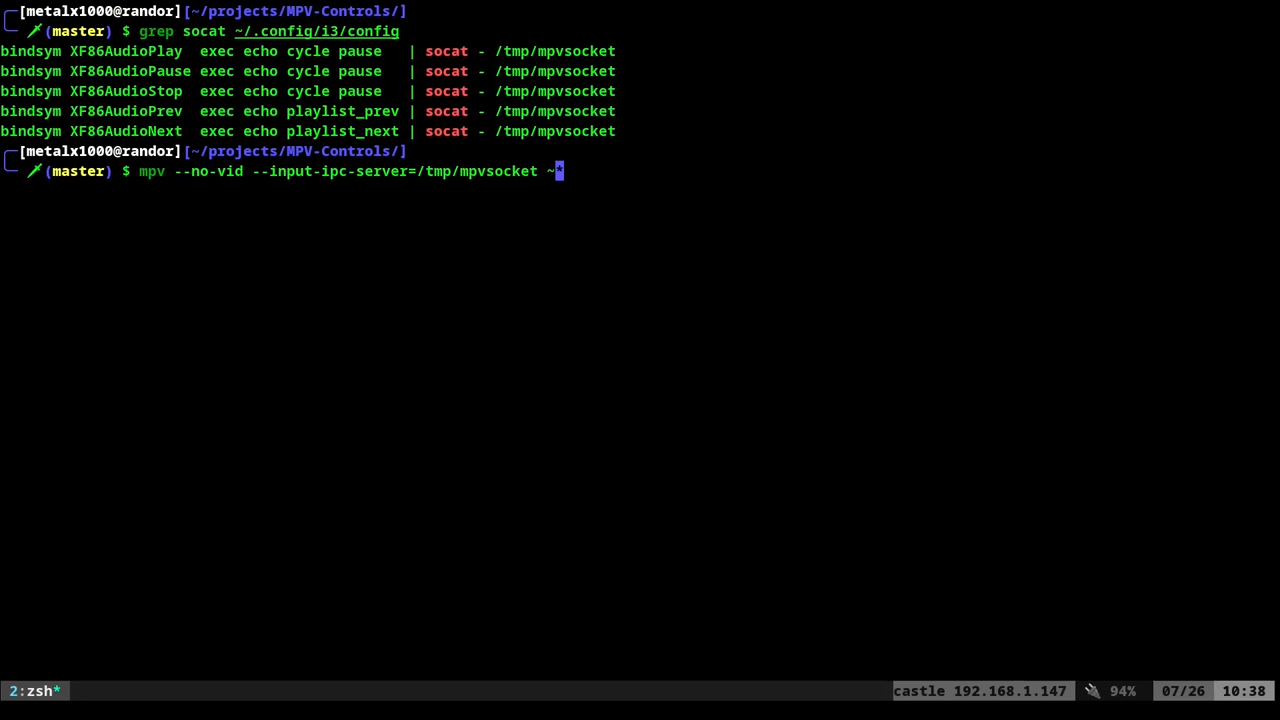 [metalx1000@randor][~/projects/MPV-Controls/]
(master) $ grep socat ~/.config/i3/config
bindsym XF86AudioPlay  exec echo cycle pause   | socat - /tmp/mpvsocket
bindsym XF86AudioPause exec echo cycle pause   | socat - /tmp/mpvsocket
bindsym XF86AudioStop  exec echo cycle pause   | socat - /tmp/mpvsocket
bindsym XF86AudioPrev  exec echo playlist_prev | socat - /tmp/mpvsocket
bindsym XF86AudioNext  exec echo playlist_next | socat - /tmp/mpvsocket
[metalx1000@randor][~/projects/MPV-Controls/]
(master) $ mpv --no-vid --input-ipc-server=/tmp/mpvsocket ~*
2:zsh* castle 192.168.1.147 94% 07/26 10:38